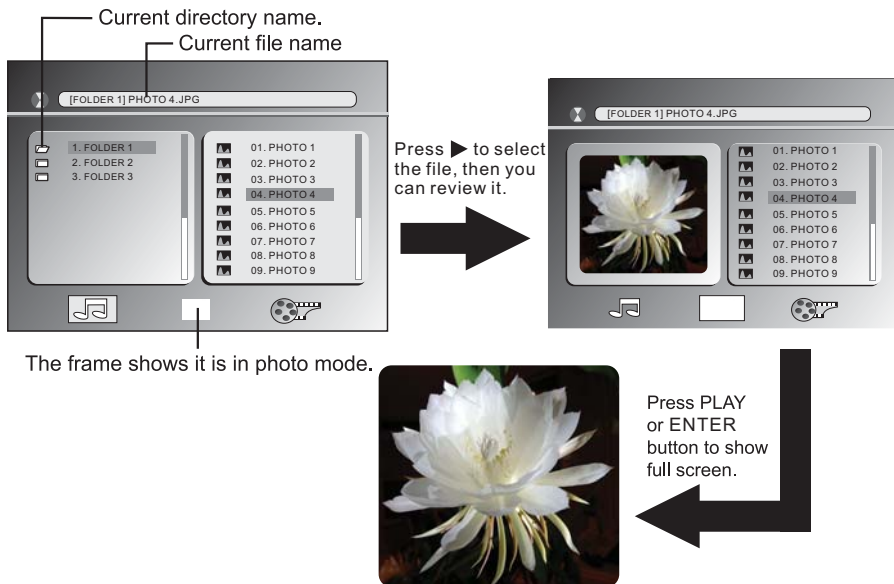 Current directory name.
Current file name
[FOLDER 1] PHOTO 4.JPG
1. FOLDER 1
2. FOLDER 2
3. FOLDER 3
01. PHOTO 1
02. PHOTO 2
03. PHOTO 3
04. PHOTO 4
05. PHOTO 5
06. PHOTO 6
07. PHOTO 7
08. PHOTO 8
09. PHOTO 9
The frame shows it is in photo mode.
Press ▶ to select
the file, then you
can review it.
[FOLDER 1] PHOTO 4.JPG
01. PHOTO 1
02. PHOTO 2
03. PHOTO 3
04. PHOTO 4
05. PHOTO 5
06. PHOTO 6
07. PHOTO 7
08. PHOTO 8
09. PHOTO 9
Press PLAY
or ENTER
button to show
full screen.